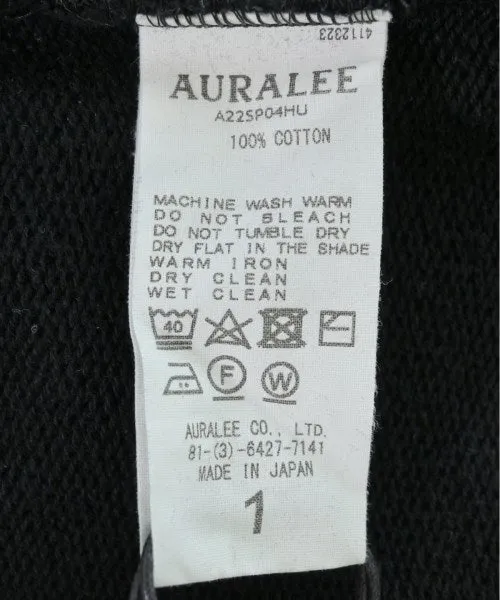 4112323
AURALEE
A22SP04HU
100% COTTON
MACHINE WASH WARM
DO NOT BLEACH
DO NOT TUMBLE DRY
DRY FLAT IN THE SHADE
WARM IRON
DRY CLEAN
WET CLEAN
40
F W
AURALEE CO., LTD.
81-(3)-6427-7141
MADE IN JAPAN
1